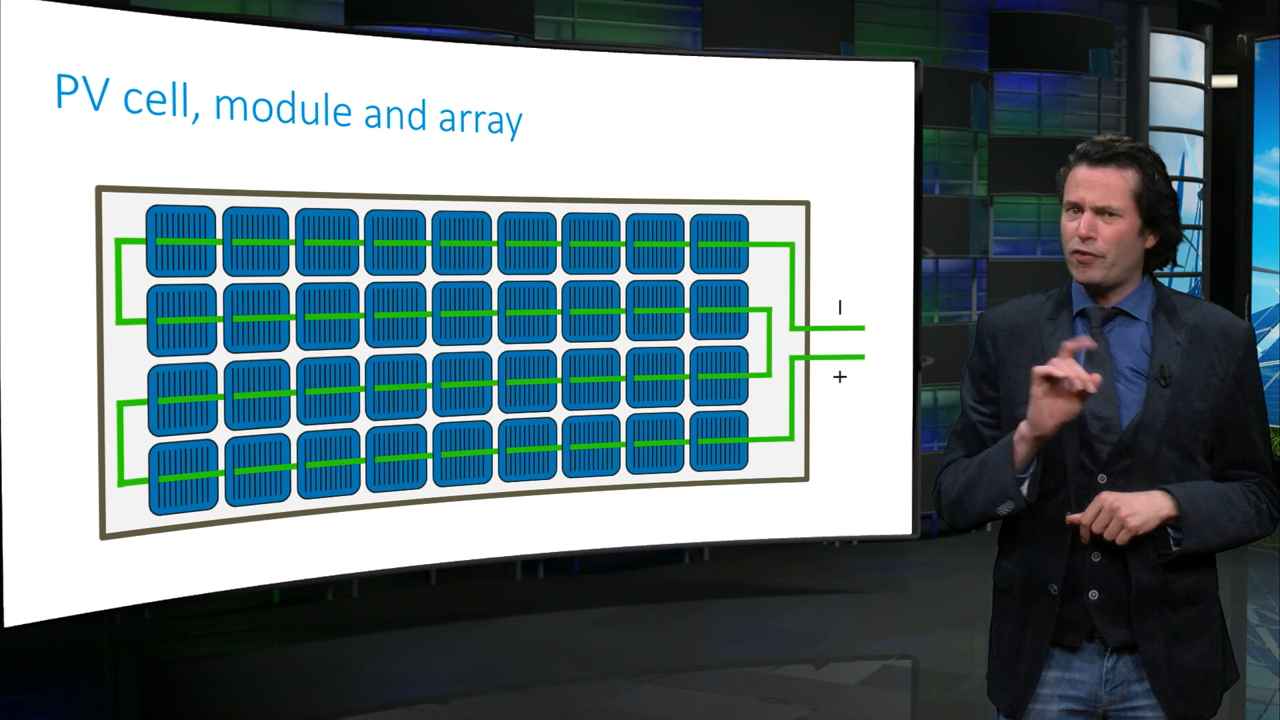 PV cell, module and array
-
+